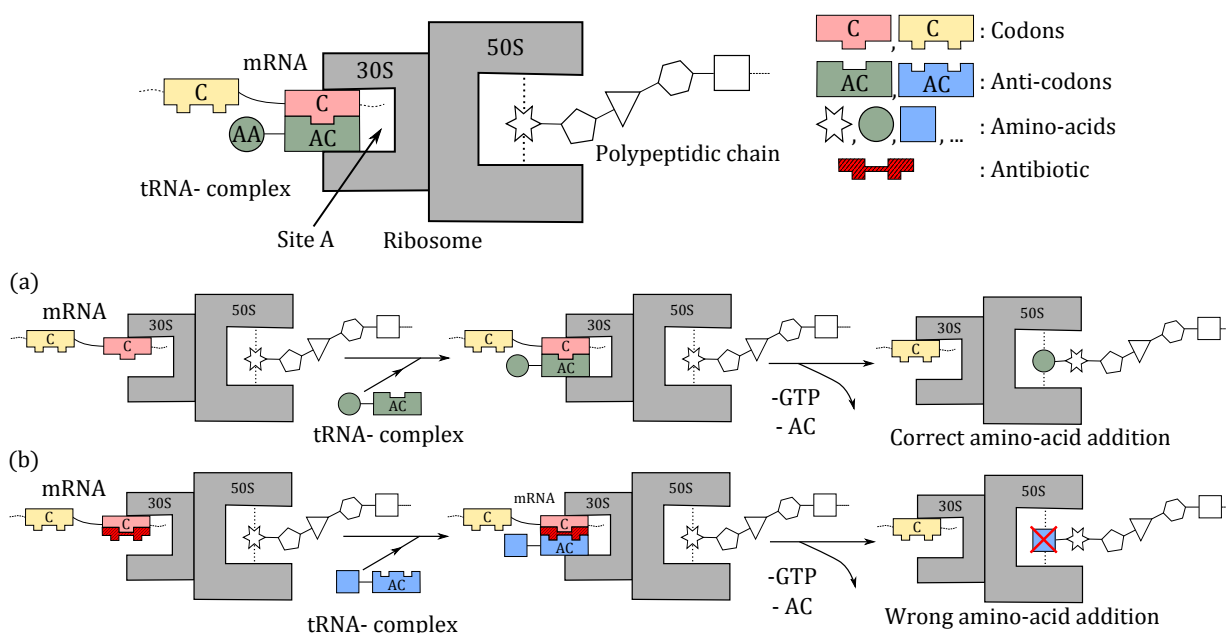 50S
C , C : Codons
mRNA
30S
C
C
AC , AC : Anti-codons
AA
AC
, , , ... : Amino-acids
Polypeptidic chain
: Antibiotic
tRNA- complex
Site A
Ribosome
(a)
mRNA
50S
30S
C
C
50S
30S
C
C
AC
AC
tRNA- complex
-GTP
- AC
50S
30S
C
Correct amino-acid addition
(b)
mRNA
50S
30S
C
C
mRNA
50S
30S
C
C
AC
AC
tRNA- complex
-GTP
- AC
50S
30S
C
Wrong amino-acid addition